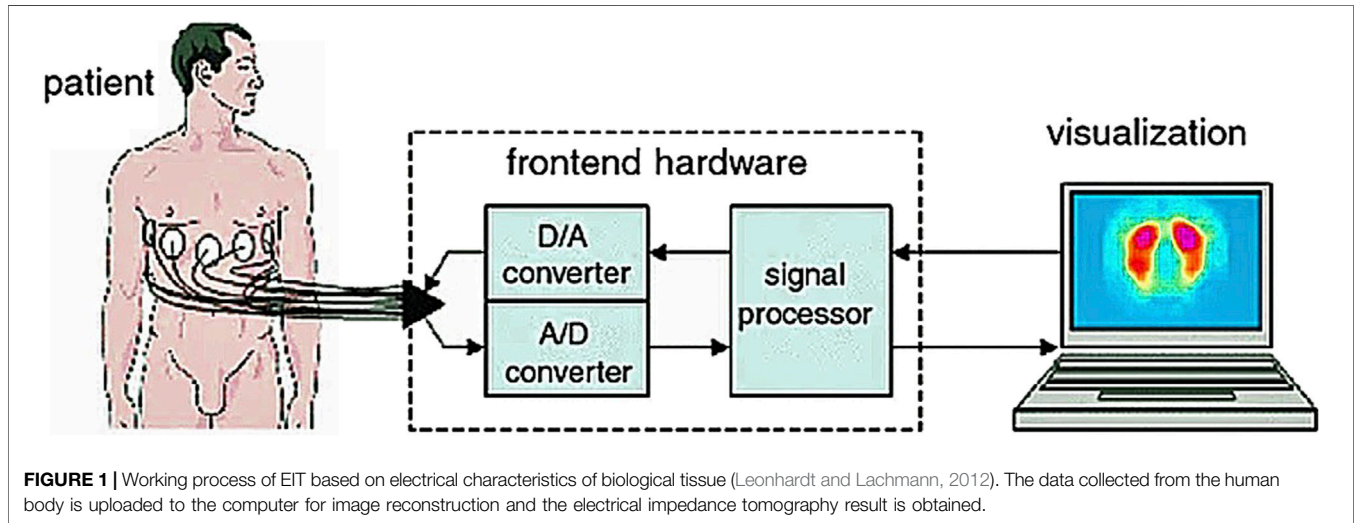 patient
frontend hardware
visualization
D/A
converter
A/D
converter
signal
processor
FIGURE 1 | Working process of EIT based on electrical characteristics of biological tissue (Leonhardt and Lachmann, 2012). The data collected from the human
body is uploaded to the computer for image reconstruction and the electrical impedance tomography result is obtained.